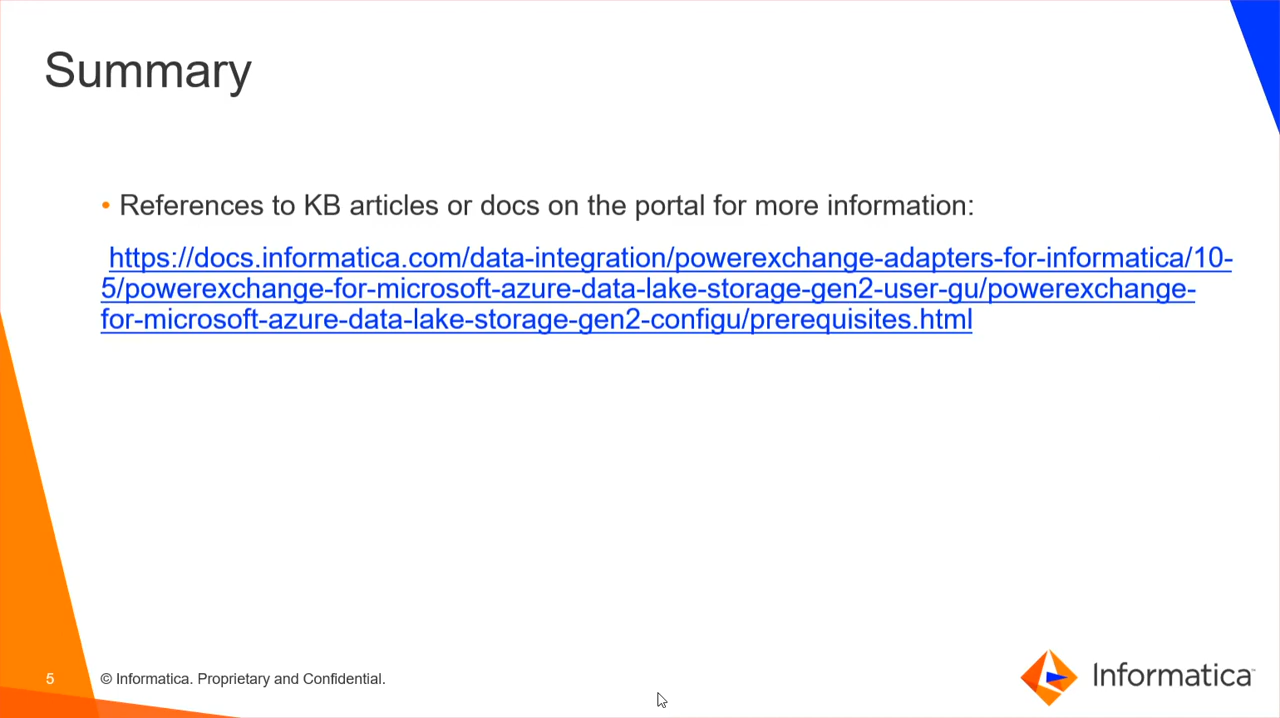 Summary
• References to KB articles or docs on the portal for more information:
https://docs.informatica.com/data-integration/powerexchange-adapters-for-informatica/10-
5/powerexchange-for-microsoft-azure-data-lake-storage-gen2-user-gu/powerexchange-
for-microsoft-azure-data-lake-storage-gen2-configu/prerequisites.html
5
© Informatica. Proprietary and Confidential.
Informatica